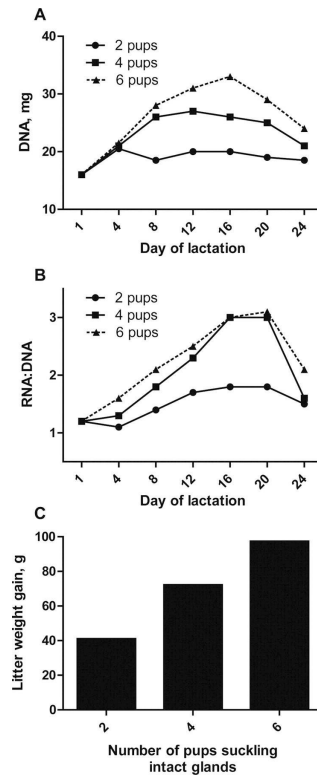 A
2 pups
4 pups
6 pups
DNA, mg
40
30
20
10
1
4
8
12
16
20
24
Day of lactation
B
2 pups
4 pups
6 pups
RNA:DNA
3
2
1
1
4
8
12
16
20
24
Day of lactation
C
Litter weight gain, g
100
80
60
40
20
0
2
4
6
Number of pups suckling
intact glands